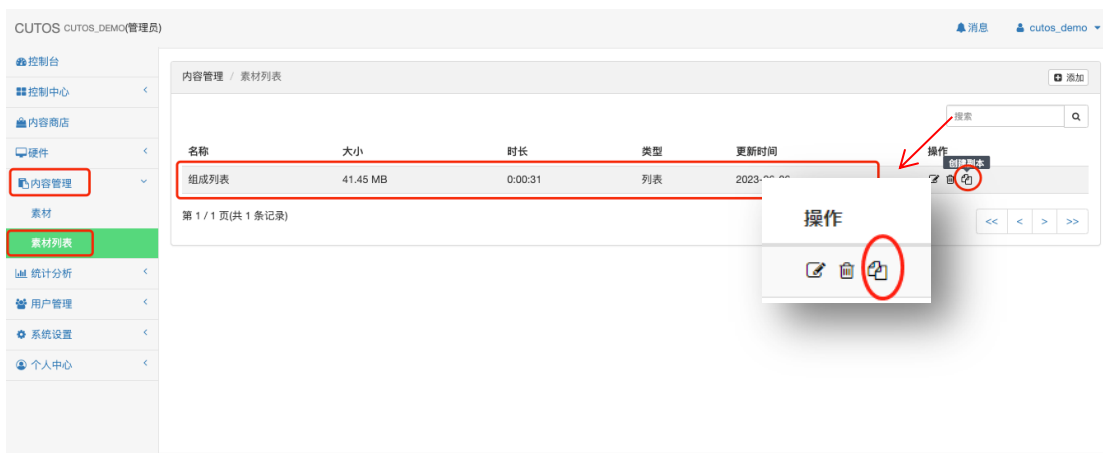 CUTOS CUTOS_DEMO(管理员)
消息
cutos_demo
控制台
控制中心
内容商店
硬件
内容管理
素材
素材列表
统计分析
用户管理
系统设置
个人中心
内容管理 / 素材列表
添加
搜索
名称 大小 时长 类型 更新时间 操作
创建副本
组成列表 41.45 MB 0:00:31 列表
第 1 / 1 页(共 1 条记录)
<< < > >>
操作